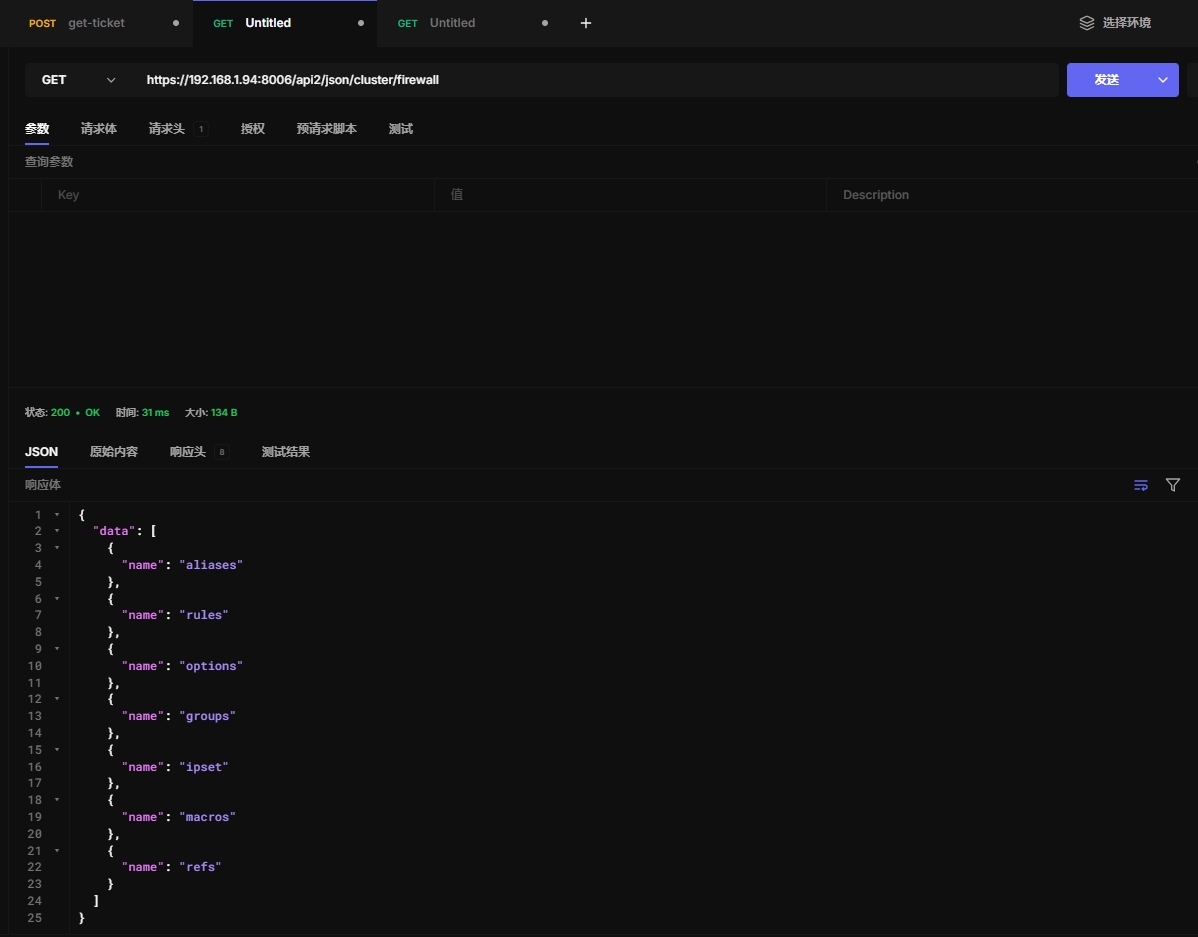 POST get-ticket GET Untitled GET Untitled + 选择环境
GET https://192.168.1.94:8006/api2/json/cluster/firewall 发送
参数 请求体 请求头 1 授权 预请求脚本 测试
查询参数
Key 值 Description
状态: 200 • OK 时间: 31 ms 大小: 134 B
JSON 原始内容 响应头 8 测试结果
响应体
1 {
2 "data": [
3 {
4 "name": "aliases"
5 },
6 {
7 "name": "rules"
8 },
9 {
10 "name": "options"
11 },
12 {
13 "name": "groups"
14 },
15 {
16 "name": "ipset"
17 },
18 {
19 "name": "macros"
20 },
21 {
22 "name": "refs"
23 }
24 ]
25 }